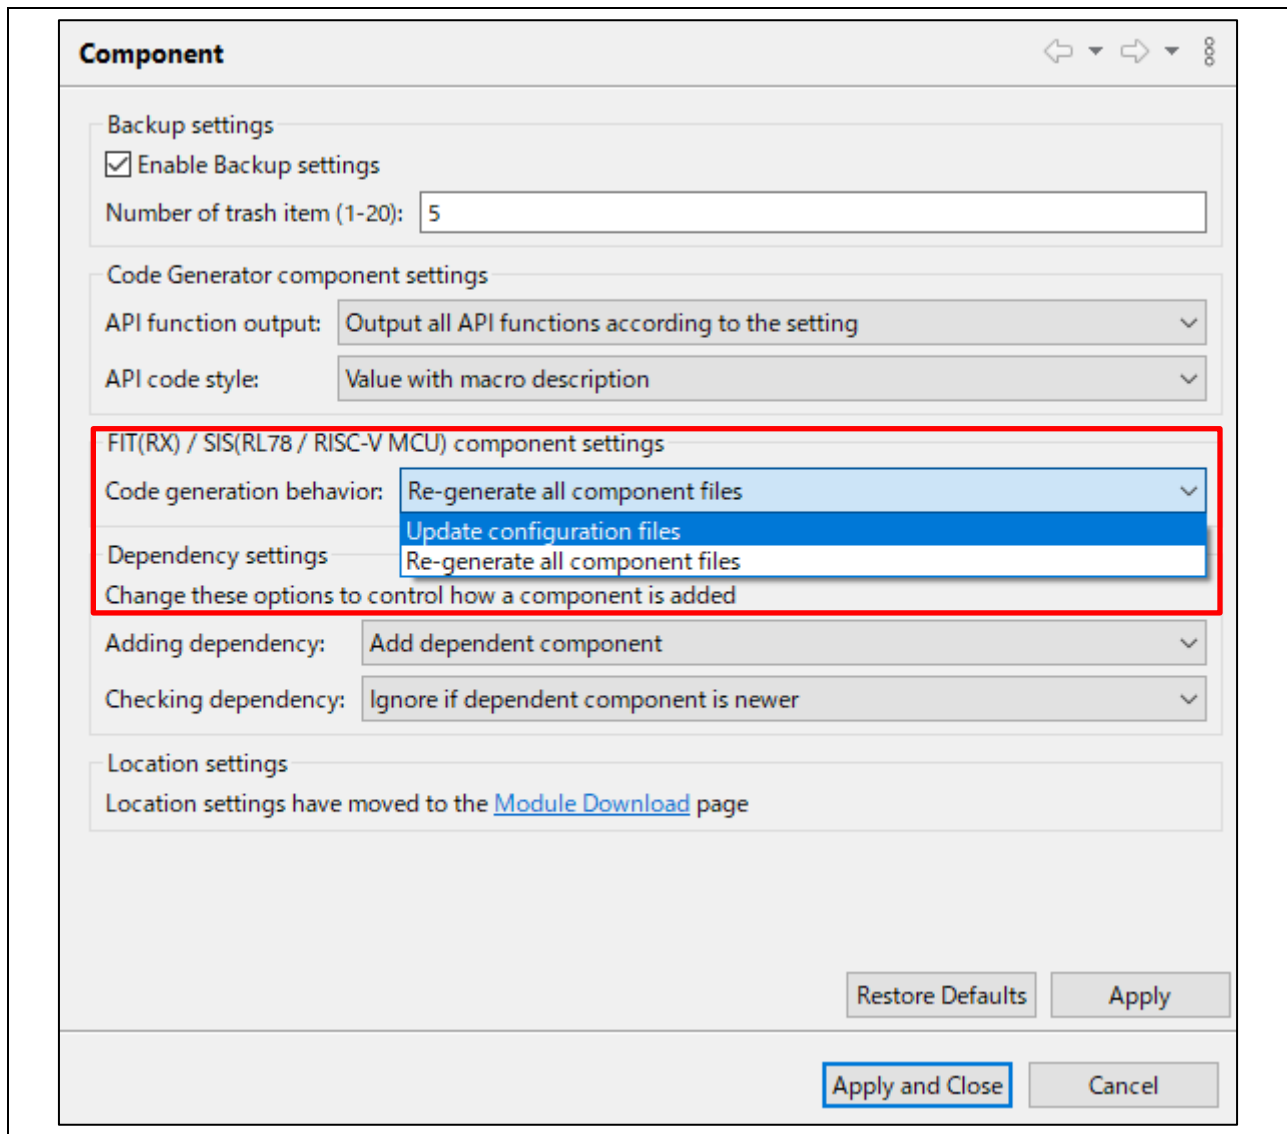 Component
Backup settings
Enable Backup settings
Number of trash item (1-20): 5
Code Generator component settings
API function output: Output all API functions according to the setting
API code style: Value with macro description
FIT(RX) / SIS(RL78 / RISC-V MCU) component settings
Code generation behavior: Re-generate all component files
Update configuration files
Re-generate all component files
Dependency settings
Change these options to control how a component is added
Adding dependency: Add dependent component
Checking dependency: Ignore if dependent component is newer
Location settings
Location settings have moved to the Module Download page
Restore Defaults Apply
Apply and Close Cancel